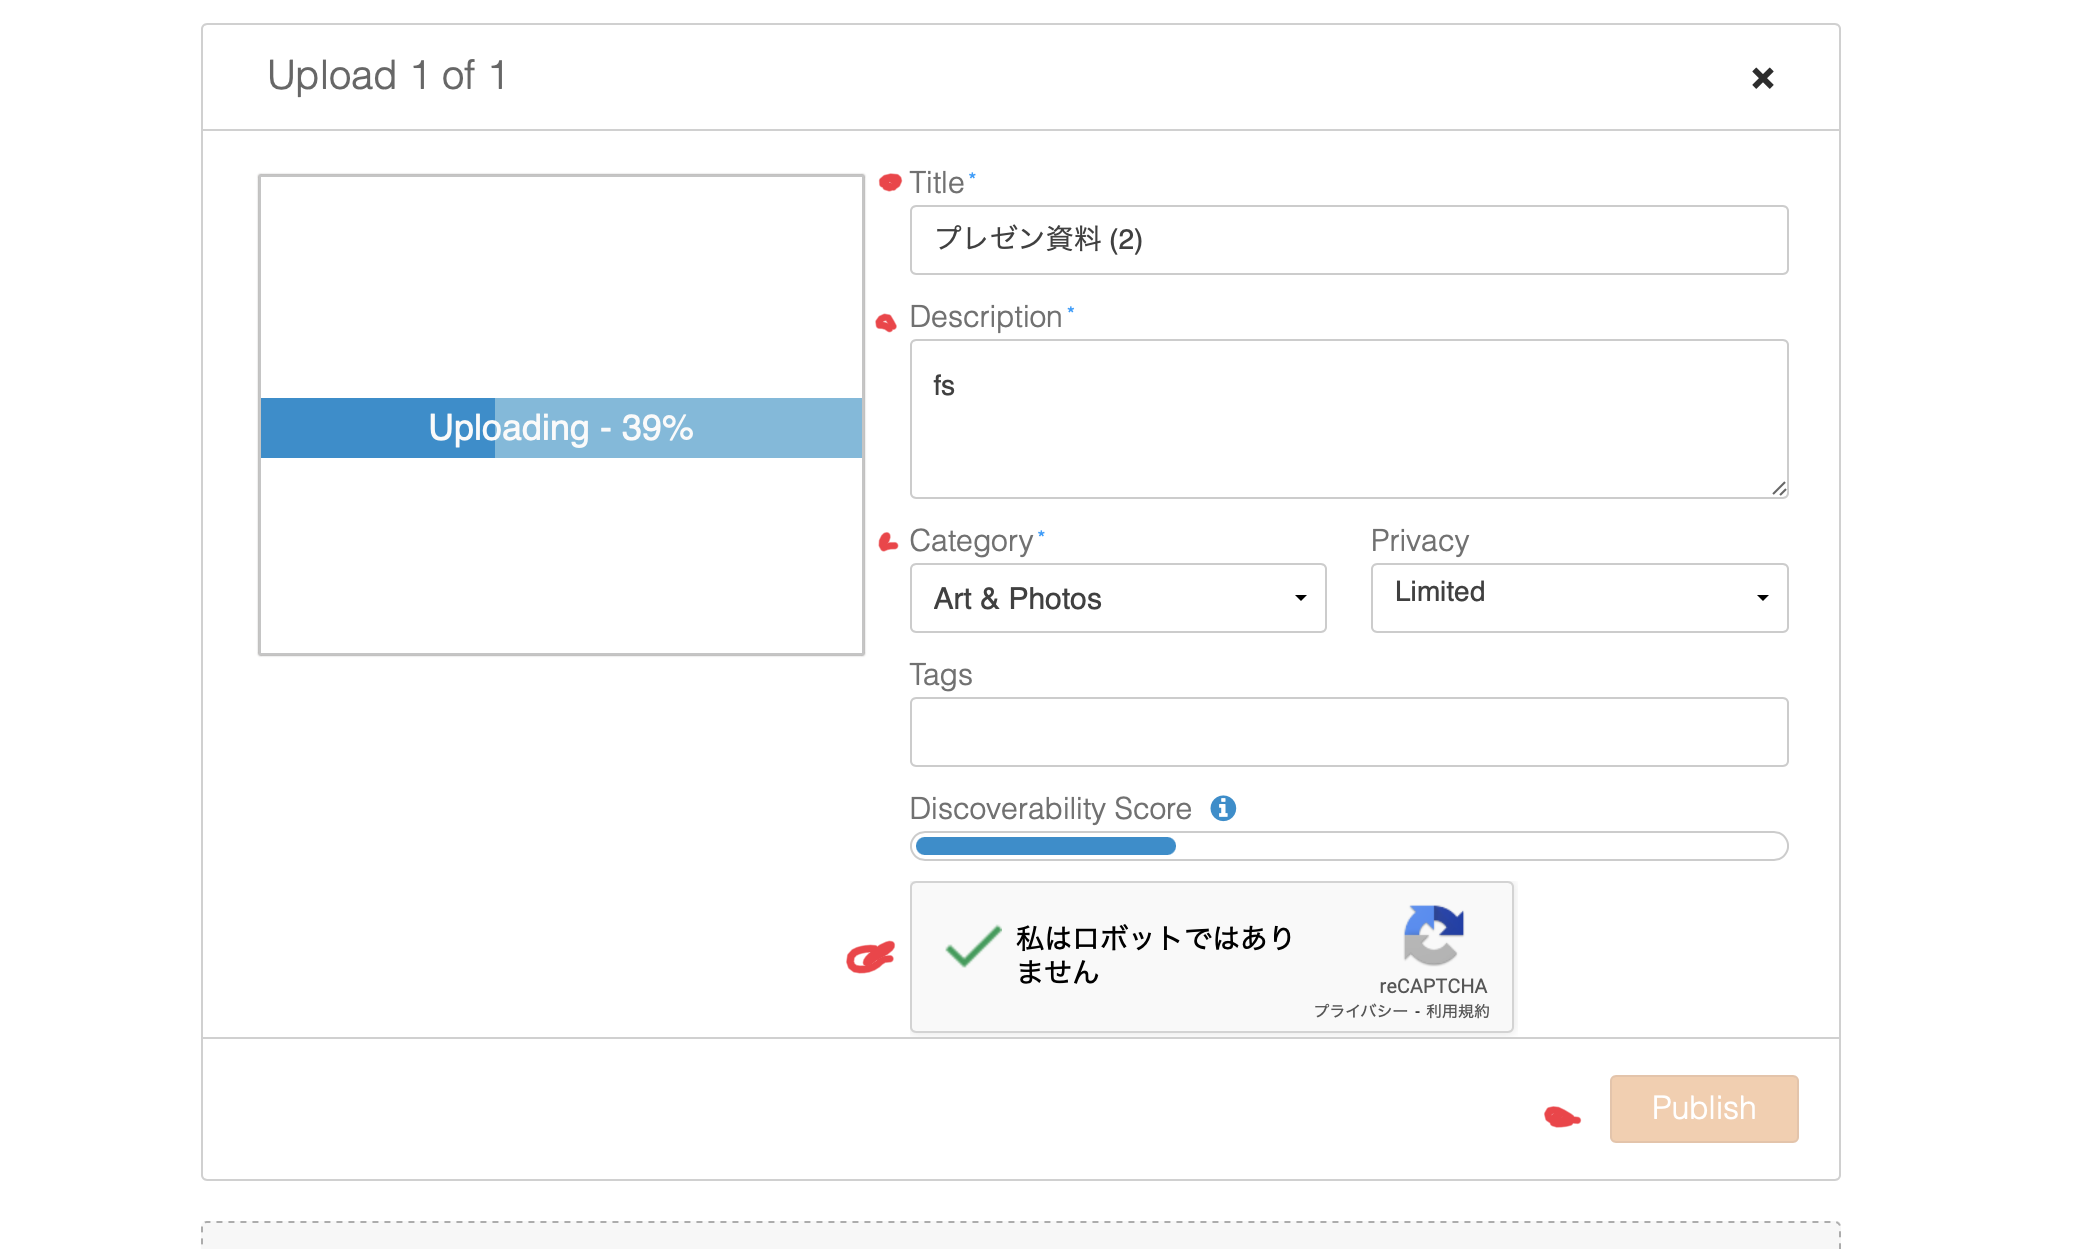 Upload 1 of 1
Uploading - 39%
Title*
プレゼン資料 (2)
Description*
fs
Category*
Privacy
Art & Photos
Limited
Tags
Discoverability Score
私はロボットではあり
ません
reCAPTCHA
プライバシー - 利用規約
Publish